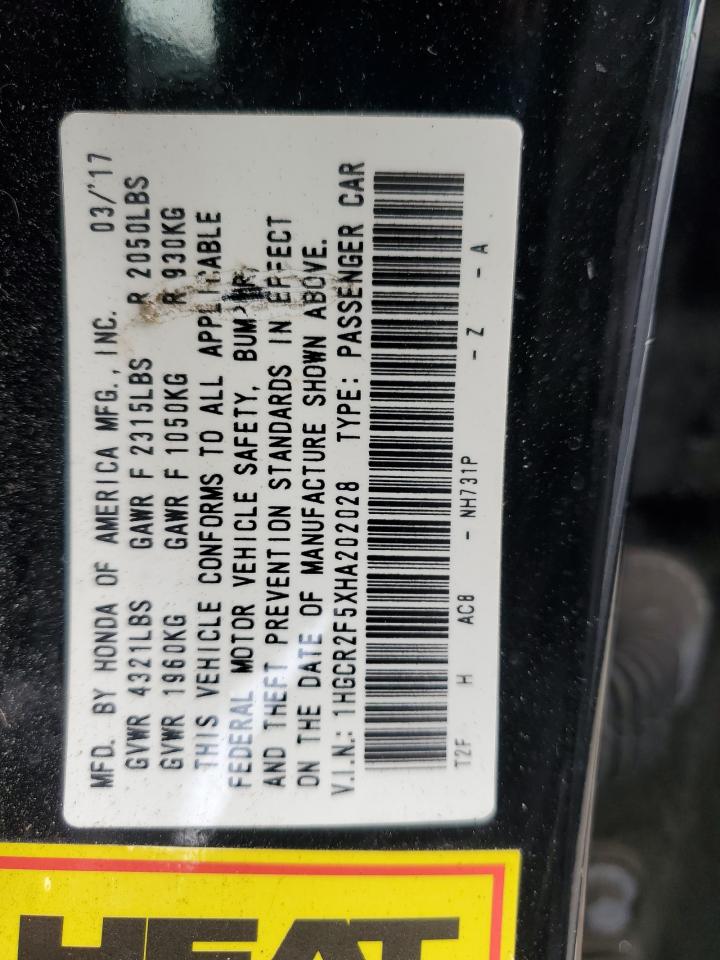 MFD. BY HONDA OF AMERICA MFG., INC. 03/'17
GVWR 4321LBS GAWR F 2315LBS R 2050LBS
GVWR 1960KG GAWR F 1050KG R 930KG
THIS VEHICLE CONFORMS TO ALL APPLICABLE
FEDERAL MOTOR VEHICLE SAFETY, BUMPER,
AND THEFT PREVENTION STANDARDS IN EFFECT
ON THE DATE OF MANUFACTURE SHOWN ABOVE.
V.I.N.: 1HGCR2F5XHA202028 TYPE: PASSENGER CAR
T2F H AC8 - NH731P - Z - A
HEAT